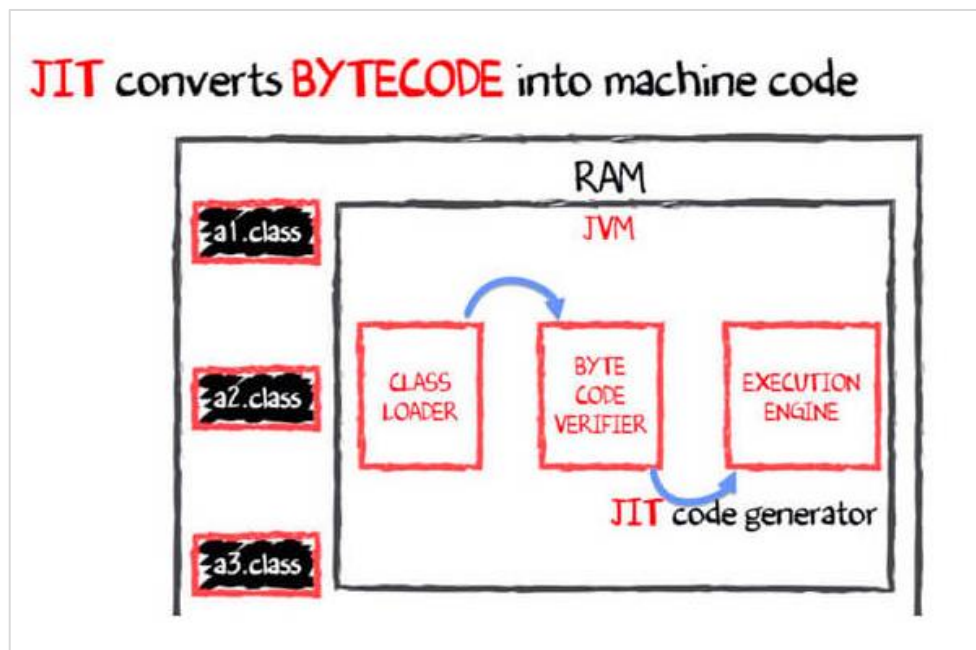 JIT converts BYTECODE into machine code
RAM
JVM
a1.class
a2.class
a3.class
CLASS
LOADER
BYTE
CODE
VERIFIER
EXECUTION
ENGINE
JIT code generator